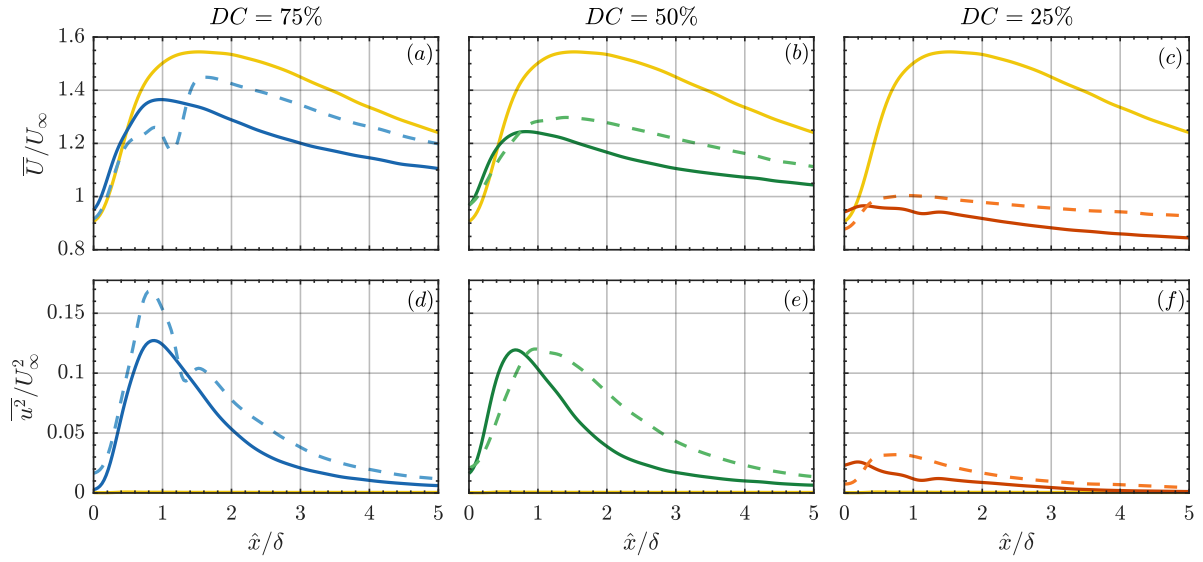 DC = 75%
DC = 50%
DC = 25%
1.6
1.4
1.2
1
0.8
U̅/U∞
(a)
(b)
(c)
0.15
0.1
0.05
0
u̅²/U²∞
(d)
(e)
(f)
0 1 2 3 4 5
0 1 2 3 4 5
0 1 2 3 4 5
x̂/δ
x̂/δ
x̂/δ